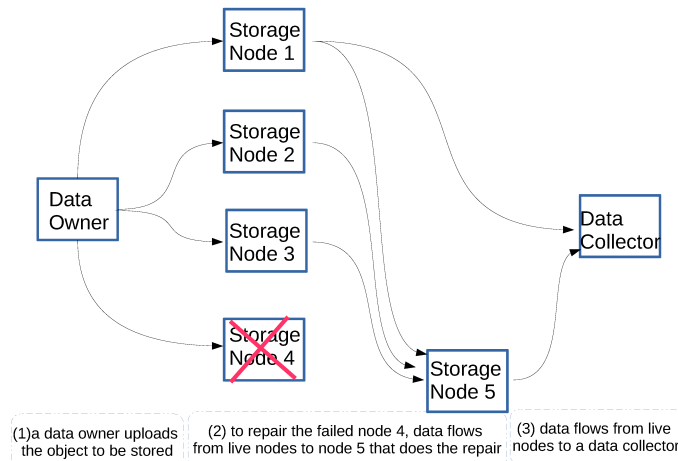 Storage
Node 1
Storage
Node 2
Data
Owner
Storage
Node 3
Data
Collector
Storage
Node 4
Storage
Node 5
(1)a data owner uploads
the object to be stored
(2) to repair the failed node 4, data flows
from live nodes to node 5 that does the repair
(3) data flows from live
nodes to a data collector